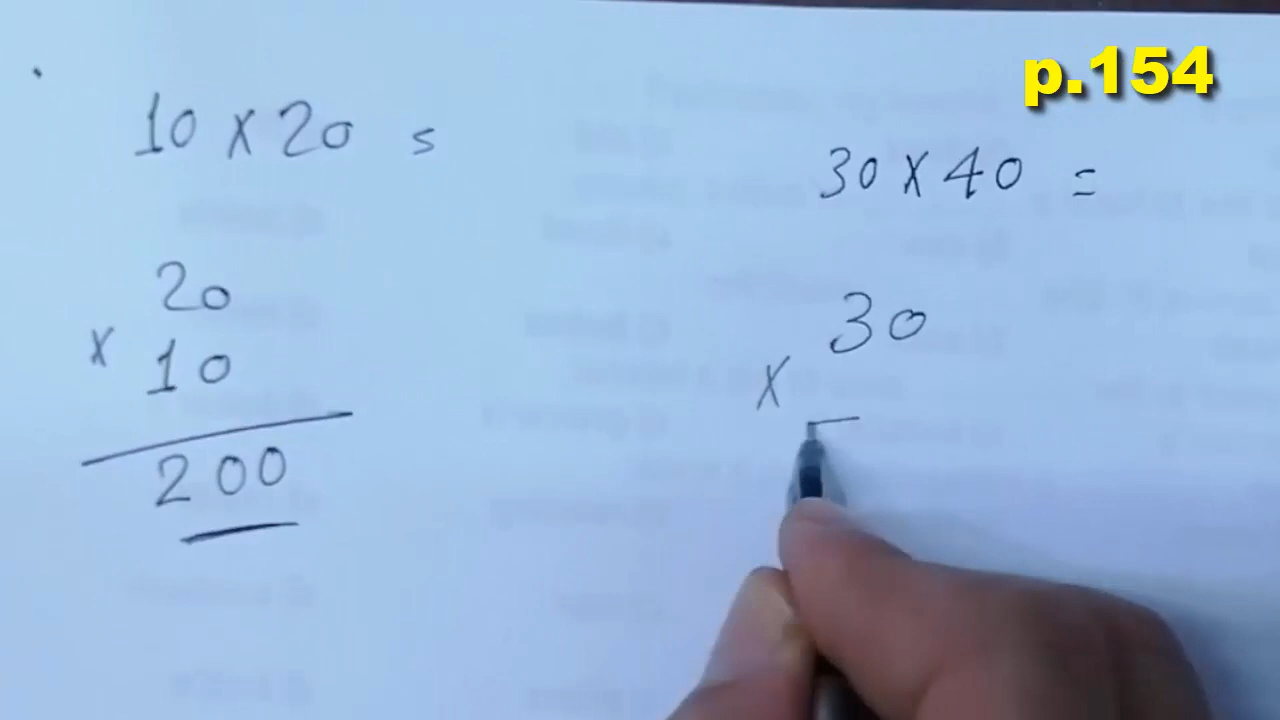 p.154
10 x 20 =
20
x 10
200
30 x 40 =
30
x